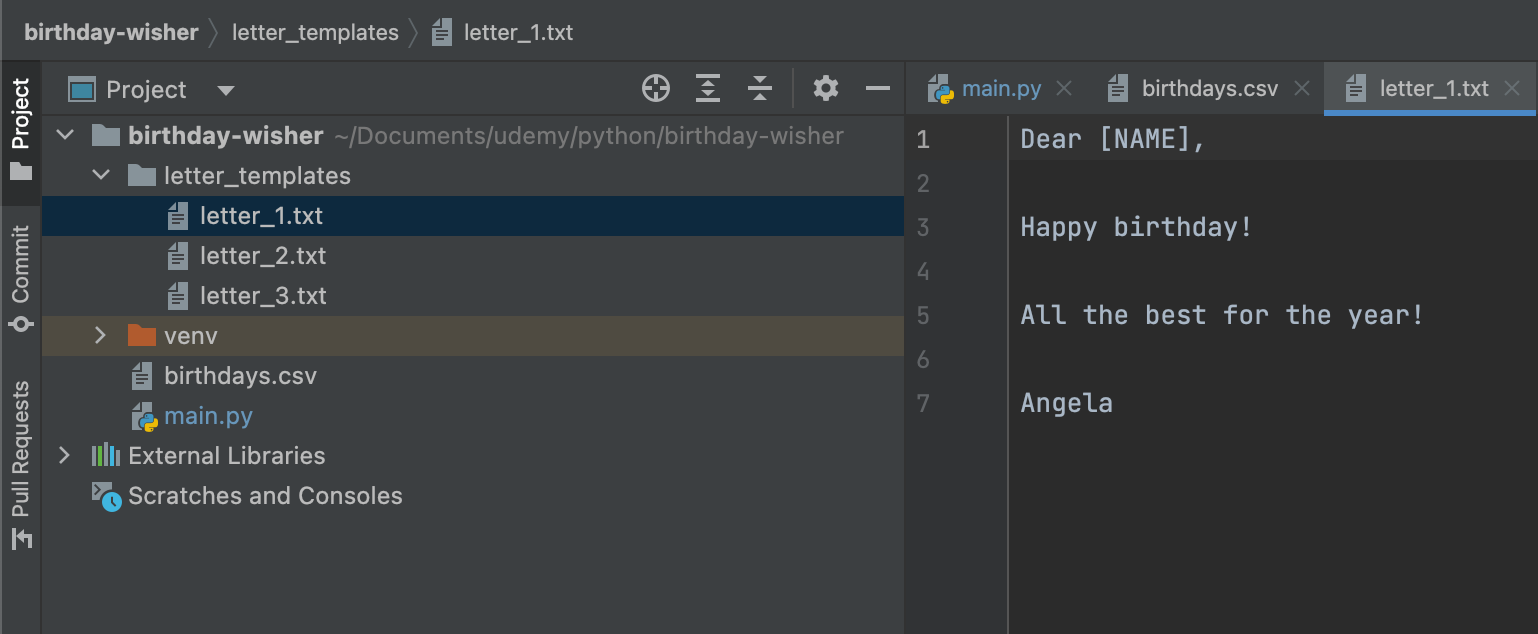 birthday-wisher letter_templates letter_1.txt
Project
Commit
Pull Requests
Project
birthday-wisher ~/Documents/udemy/python/birthday-wisher
letter_templates
letter_1.txt
letter_2.txt
letter_3.txt
venv
birthdays.csv
main.py
External Libraries
Scratches and Consoles
main.py birthdays.csv letter_1.txt
1 Dear [NAME],
2
3 Happy birthday!
4
5 All the best for the year!
6
7 Angela